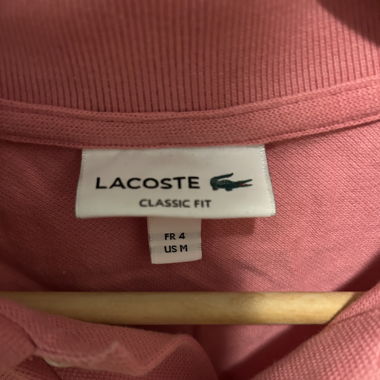 LACOSTE
CLASSIC FIT
FR 4
US M